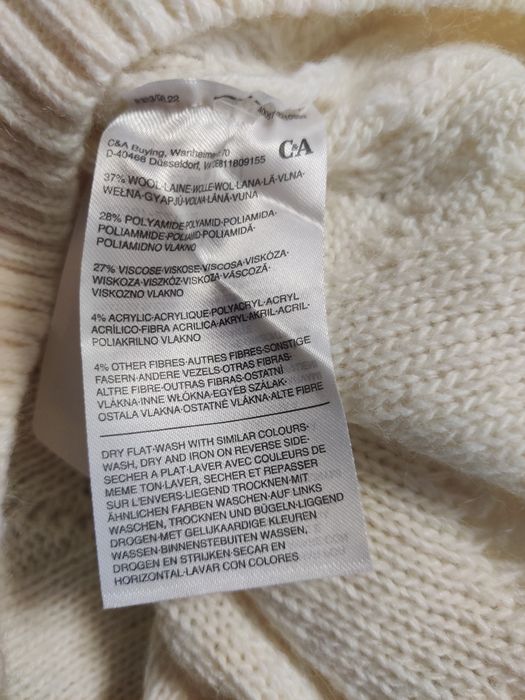 C&A Buying, Wanheimer 70
D-40468 Düsseldorf,
C&A
37% WOOL·LAINE·WOLLE·WOL·LANA·LÃ·VLNA·
WEŁNA·GYAPJÚ·VOLNA·LÂNĂ·VUNA
28% POLYAMIDE·POLYAMID·POLIAMIDA·
POLIAMMIDE·POLIAMID·POLIAMIDĂ·
POLIAMIDNO VLAKNO
27% VISCOSE·VISKOSE·VISCOSA·VISKÓZA·
WISKOZA·VISZKÓZ·VISKOZA·VÂSCOZĂ·
VISKOZNO VLAKNO
4% ACRYLIC·ACRYLIQUE·POLYACRYL·ACRYL·
ACRÍLICO·FIBRA ACRILICA·AKRYL·AKRIL·ACRIL·
POLIAKRILNO VLAKNO
4% OTHER FIBRES·AUTRES FIBRES·SONSTIGE
FASERN·ANDERE VEZELS·OTRAS FIBRAS·
ALTRE FIBRE·OUTRAS FIBRAS·OSTATNÍ
VLÁKNA·INNE WŁÓKNA·EGYÉB SZÁLAK·
OSTALA VLAKNA·OSTATNÉ VLÁKNA·ALTE FIBRE
DRY FLAT·WASH WITH SIMILAR COLOURS·
WASH, DRY AND IRON ON REVERSE SIDE·
SECHER A PLAT·LAVER AVEC COULEURS DE
MEME TON·LAVER, SECHER ET REPASSER
SUR L'ENVERS·LIEGEND TROCKNEN·MIT
ÄHNLICHEN FARBEN WASCHEN·AUF LINKS
WASCHEN, TROCKNEN UND BÜGELN·LIGGEND
DROGEN·MET GELIJKAARDIGE KLEUREN
WASSEN·BINNENSTEBUITEN WASSEN,
DROGEN EN STRIJKEN·SECAR EN
HORIZONTAL·LAVAR CON COLORES